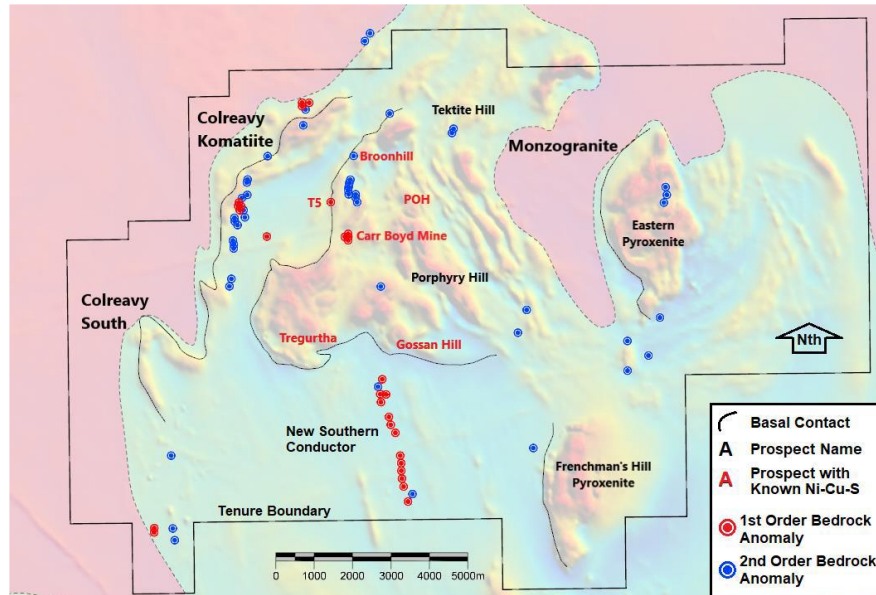 Colreavy
Komatiite
Tektite Hill
Monzogranite
Broonhill
T5
POH
Eastern
Pyroxenite
Carr Boyd Mine
Porphyry Hill
Colreavy
South
Tregurtha
Gossan Hill
Nth
New Southern
Conductor
Frenchman's Hill
Pyroxenite
Tenure Boundary
0 1000 2000 3000 4000 5000m
Basal Contact
A Prospect Name
A Prospect with
Known Ni-Cu-S
1st Order Bedrock
Anomaly
2nd Order Bedrock
Anomaly